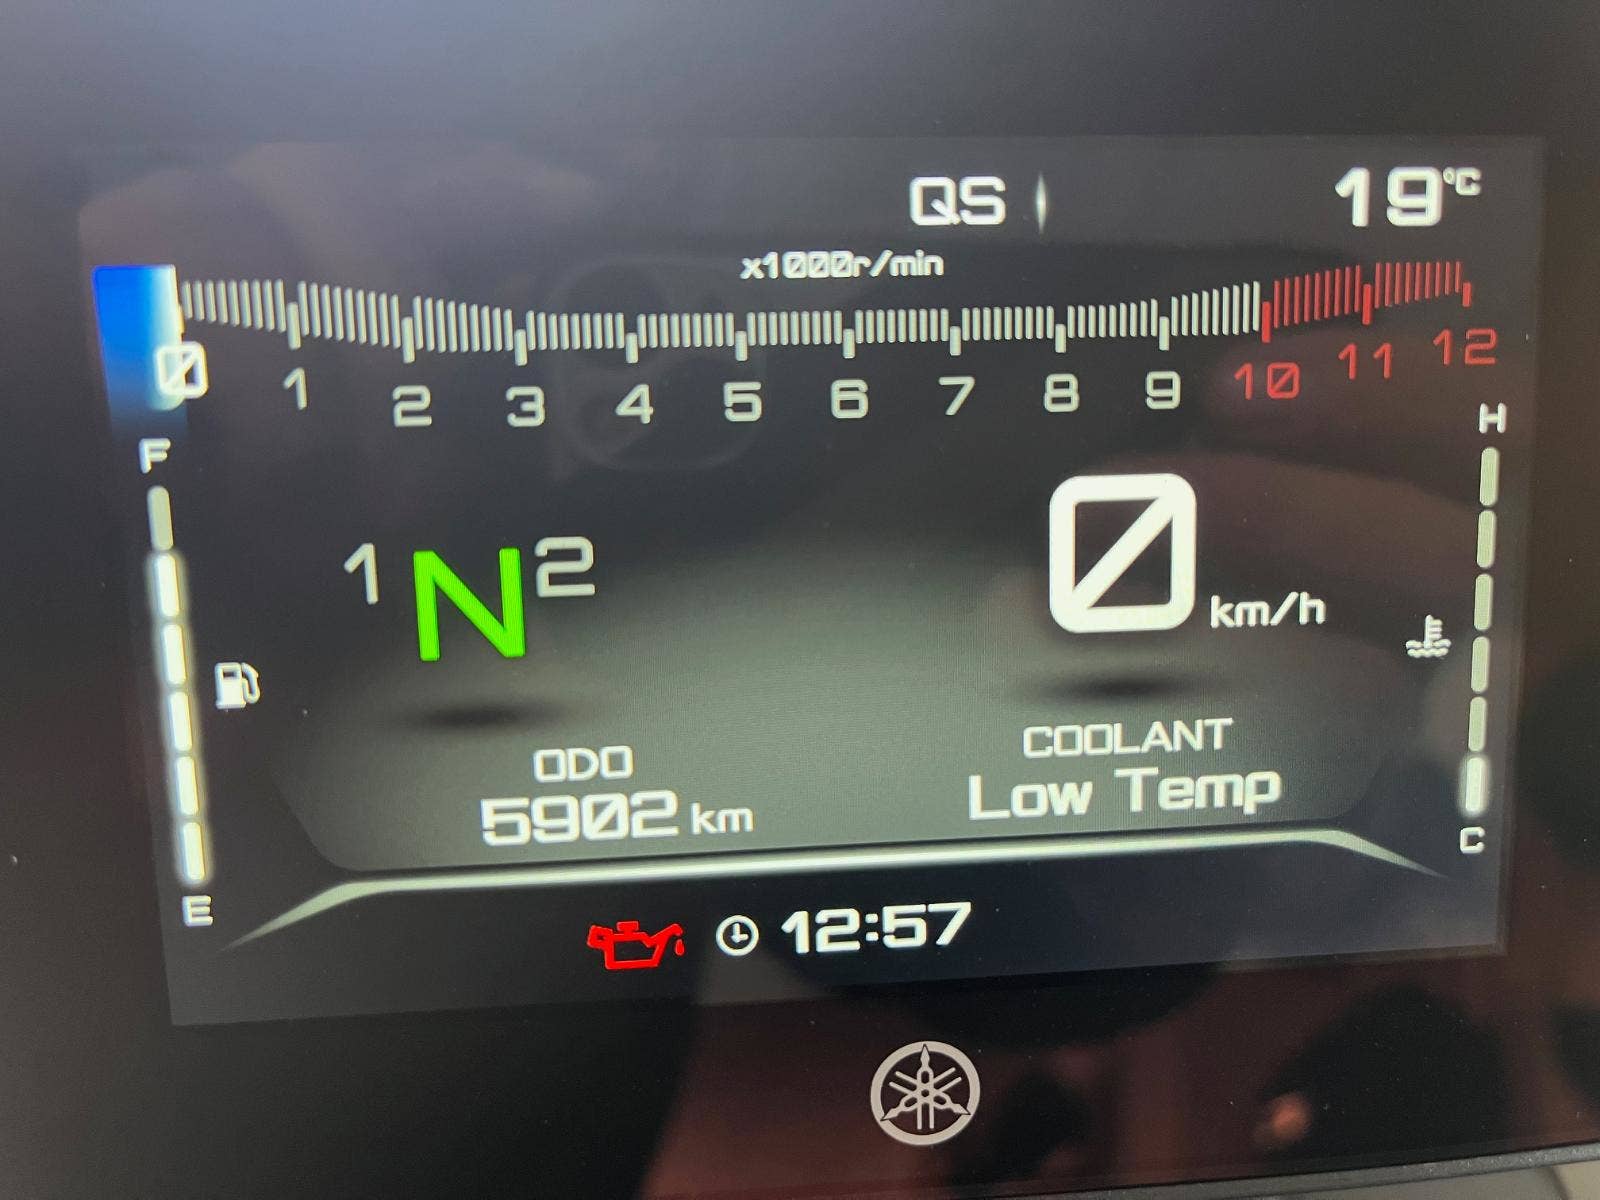 QS
19°C
x1000r/min
0 1 2 3 4 5 6 7 8 9 10 11 12
F
H
1 N 2
0 km/h
ODO
5902 km
COOLANT
Low Temp
E
C
12:57